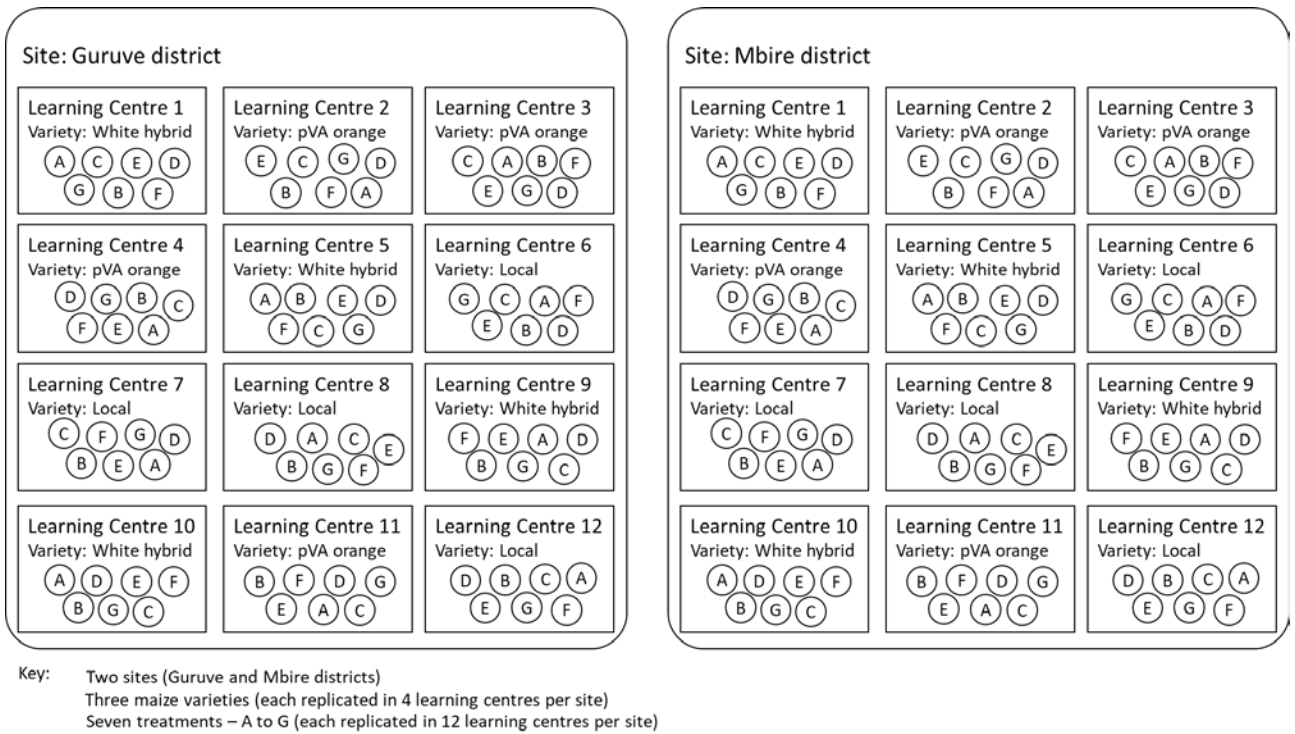 Site: Guruve district
Learning Centre 1
Variety: White hybrid
A C E D
G B F
Learning Centre 2
Variety: pVA orange
E C G D
B F A
Learning Centre 3
Variety: pVA orange
C A B F
E G D
Learning Centre 4
Variety: pVA orange
D G B C
F E A
Learning Centre 5
Variety: White hybrid
A B E D
F C G
Learning Centre 6
Variety: Local
G C A F
E B D
Learning Centre 7
Variety: Local
C F G D
B E A
Learning Centre 8
Variety: Local
D A C E
B G F
Learning Centre 9
Variety: White hybrid
F E A D
B G C
Learning Centre 10
Variety: White hybrid
A D E F
B G C
Learning Centre 11
Variety: pVA orange
B F D G
E A C
Learning Centre 12
Variety: Local
D B C A
E G F
Site: Mbire district
Learning Centre 1
Variety: White hybrid
A C E D
G B F
Learning Centre 2
Variety: pVA orange
E C G D
B F A
Learning Centre 3
Variety: pVA orange
C A B F
E G D
Learning Centre 4
Variety: pVA orange
D G B C
F E A
Learning Centre 5
Variety: White hybrid
A B E D
F C G
Learning Centre 6
Variety: Local
G C A F
E B D
Learning Centre 7
Variety: Local
C F G D
B E A
Learning Centre 8
Variety: Local
D A C E
B G F
Learning Centre 9
Variety: White hybrid
F E A D
B G C
Learning Centre 10
Variety: White hybrid
A D E F
B G C
Learning Centre 11
Variety: pVA orange
B F D G
E A C
Learning Centre 12
Variety: Local
D B C A
E G F
Key: Two sites (Guruve and Mbire districts)
Three maize varieties (each replicated in 4 learning centres per site)
Seven treatments – A to G (each replicated in 12 learning centres per site)